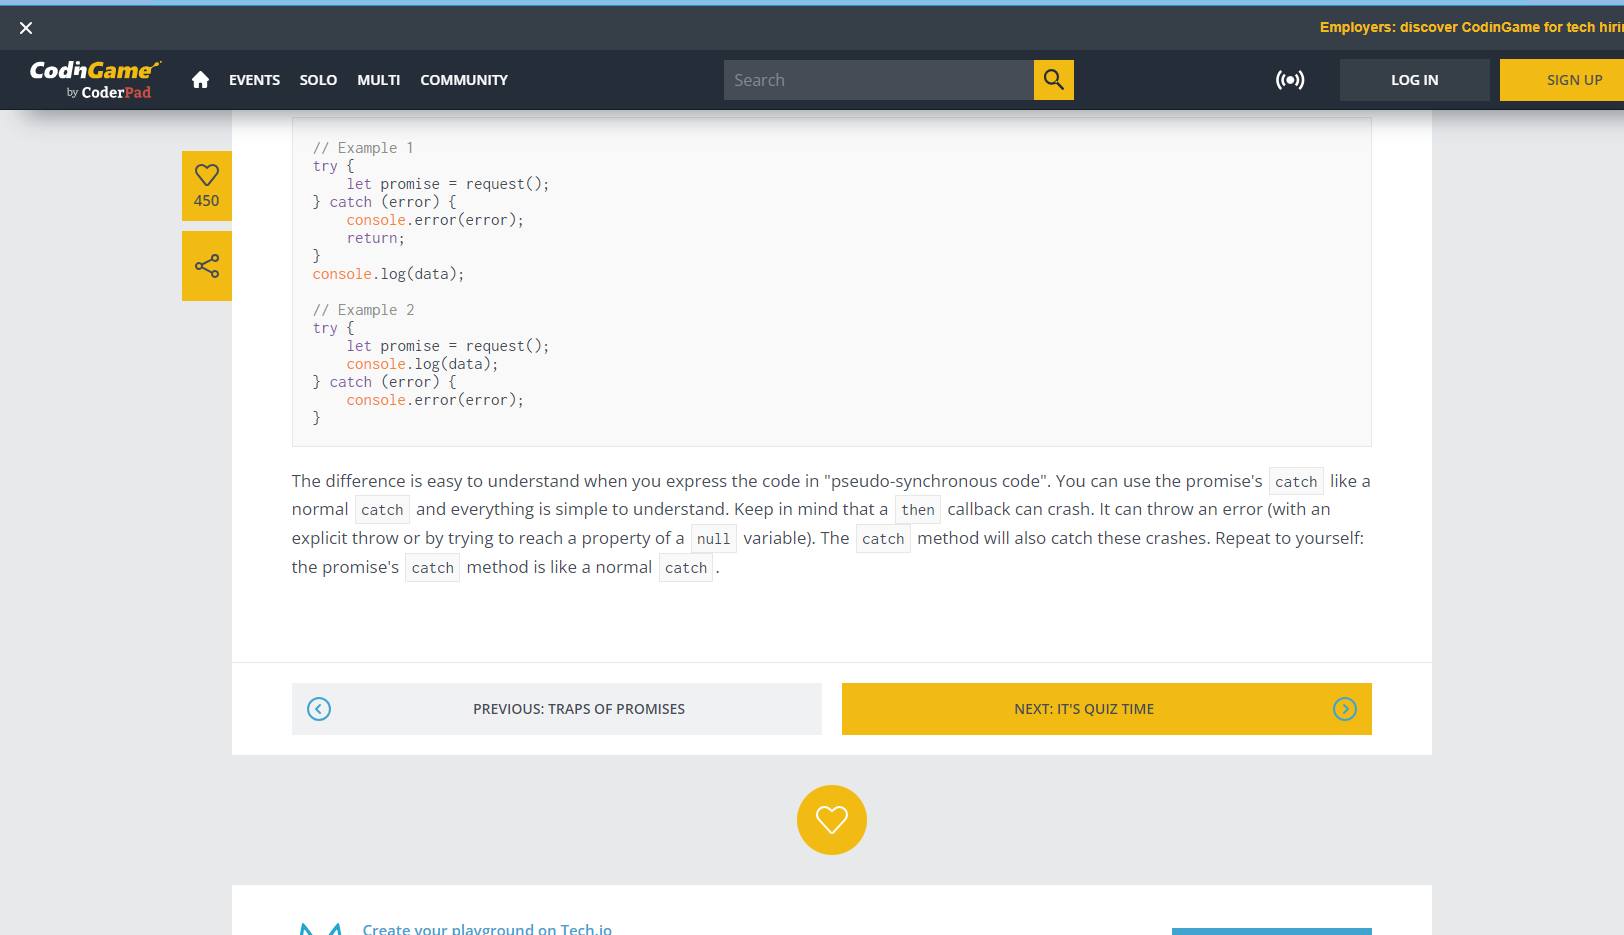 Employers: discover CodinGame for tech hirin
CodinGame
by CoderPad
EVENTS SOLO MULTI COMMUNITY
Search
LOG IN
SIGN UP
450
// Example 1
try {
    let promise = request();
} catch (error) {
    console.error(error);
    return;
}
console.log(data);
// Example 2
try {
    let promise = request();
    console.log(data);
} catch (error) {
    console.error(error);
}
The difference is easy to understand when you express the code in "pseudo-synchronous code". You can use the promise's catch like a
normal catch and everything is simple to understand. Keep in mind that a then callback can crash. It can throw an error (with an
explicit throw or by trying to reach a property of a null variable). The catch method will also catch these crashes. Repeat to yourself:
the promise's catch method is like a normal catch .
PREVIOUS: TRAPS OF PROMISES
NEXT: IT'S QUIZ TIME
Create your playground on Tech.io